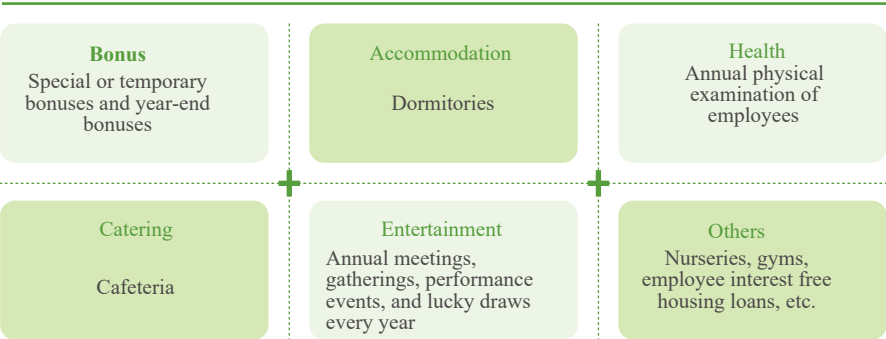 Bonus
Special or temporary
bonuses and year-end
bonuses
Accommodation
Dormitories
Health
Annual physical
examination of
employees
Catering
Cafeteria
Entertainment
Annual meetings,
gatherings, performance
events, and lucky draws
every year
Others
Nurseries, gyms,
employee interest free
housing loans, etc.